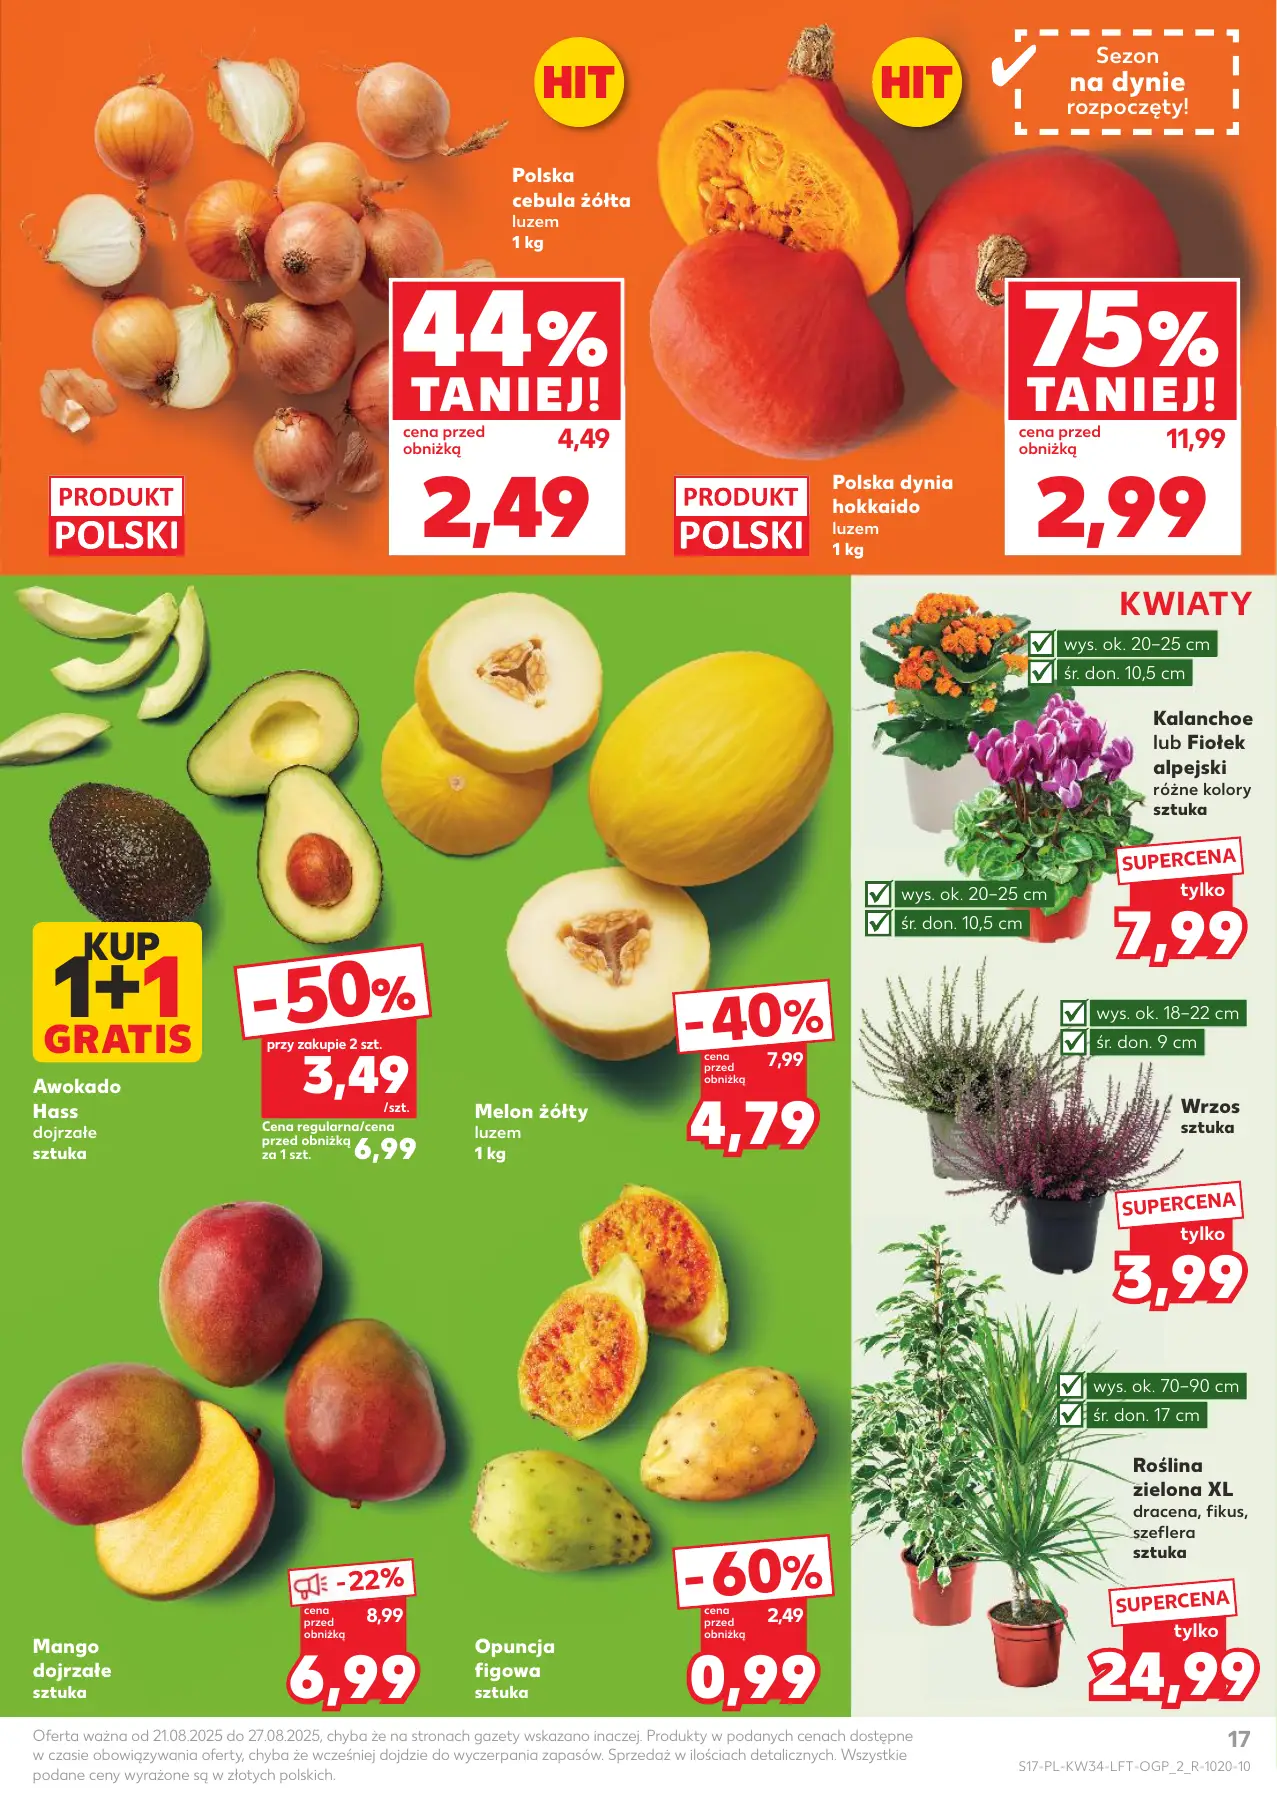 HIT
Polska
cebula żółta
luzem
1 kg
44%
TANIEJ!
cena przed
obniżką
4,49
2,49
PRODUKT
POLSKI
HIT
Sezon
na dynie
rozpoczęty!
75%
TANIEJ!
cena przed
obniżką
11,99
2,99
PRODUKT
POLSKI
Polska dynia
hokkaido
luzem
1 kg
KUP
1+1
GRATIS
Awokado
Hass
dojrzałe
sztuka
-50%
przy zakupie 2 szt.
3,49
/szt.
Cena regularna/cena
przed obniżką
za 1 szt.
6,99
Melon żółty
luzem
1 kg
-40%
cena
przed
obniżką
7,99
4,79
Mango
dojrzałe
sztuka
-22%
cena
przed
obniżką
8,99
6,99
Opuncja
figowa
sztuka
-60%
cena
przed
obniżką
2,49
0,99
KWIATY
wys. ok. 20–25 cm
śr. don. 10,5 cm
Kalanchoe
lub Fiołek
alpejski
różne kolory
sztuka
SUPERCENA
tylko
7,99
wys. ok. 20–25 cm
śr. don. 10,5 cm
wys. ok. 18–22 cm
śr. don. 9 cm
Wrzos
sztuka
SUPERCENA
tylko
3,99
wys. ok. 70–90 cm
śr. don. 17 cm
Roślina
zielona XL
dracena, fikus,
szeflera
sztuka
SUPERCENA
tylko
24,99
Oferta ważna od 21.08.2025 do 27.08.2025, chyba że na stronach gazety wskazano inaczej. Produkty w podanych cenach dostępne
w czasie obowiązywania oferty, chyba że wcześniej dojdzie do wyczerpania zapasów. Sprzedaż w ilościach detalicznych. Wszystkie
podane ceny wyrażone są w złotych polskich.
17
S17-PL-KW34-LFT-OGP_2_R-1020-10